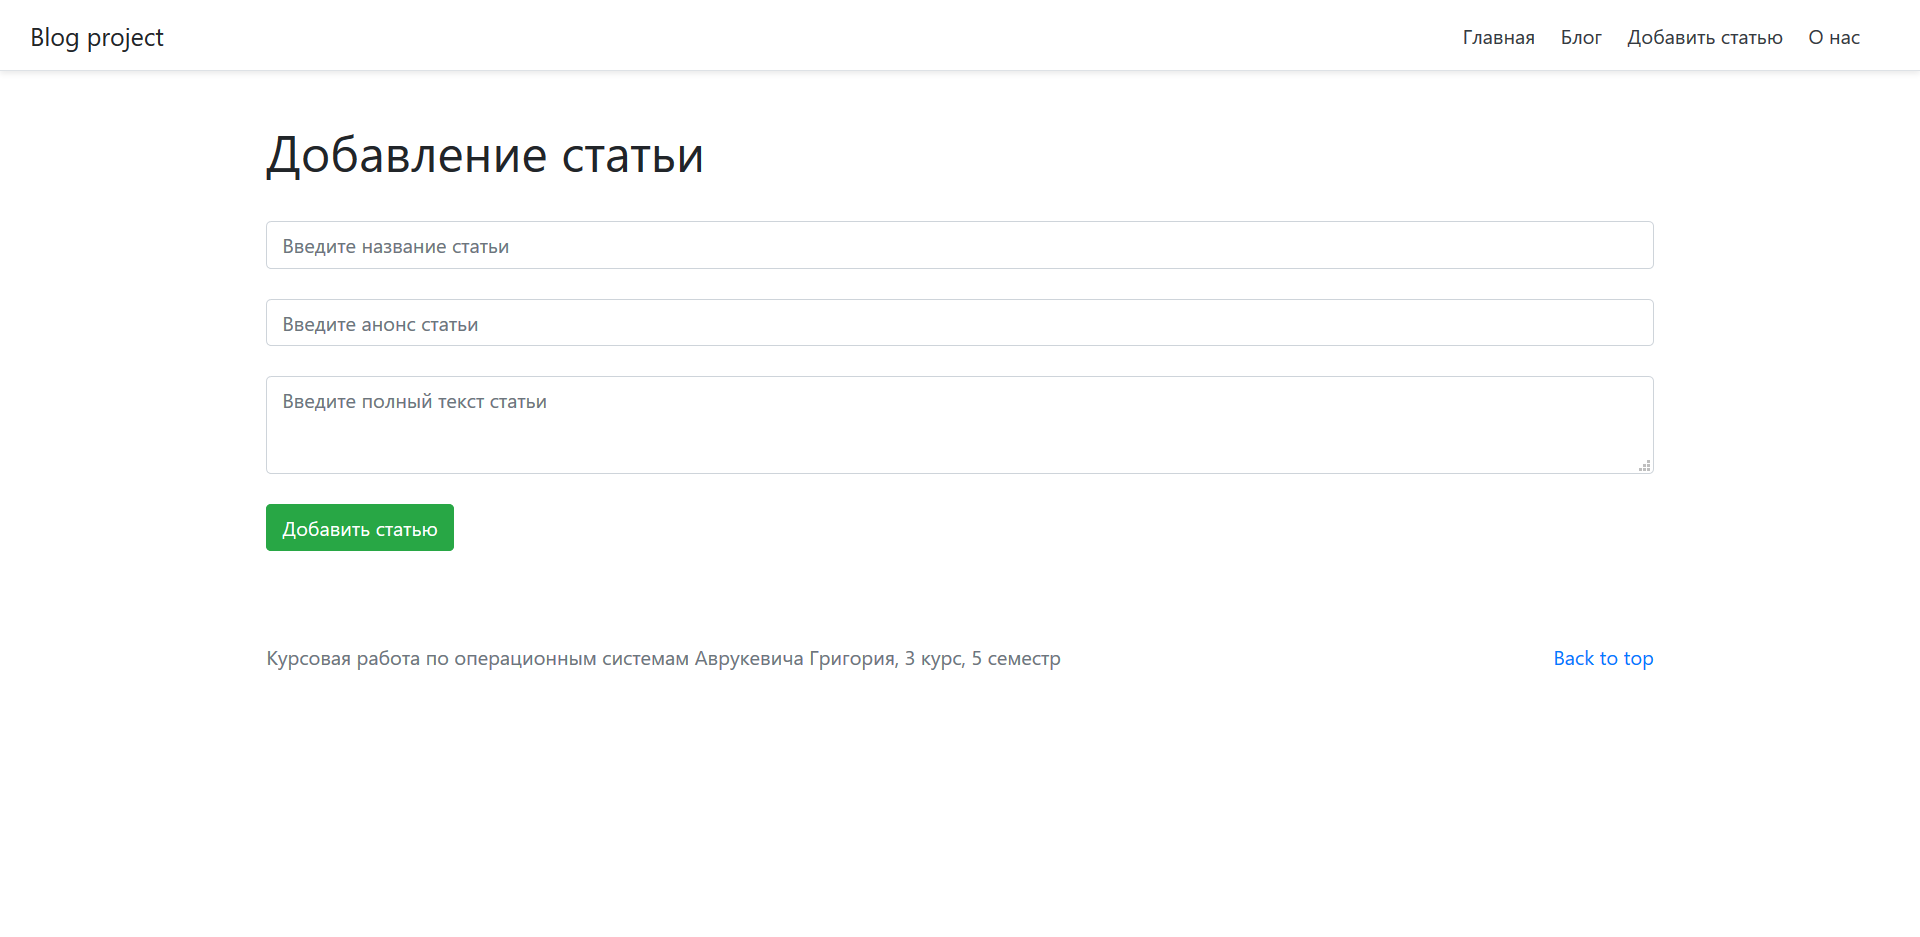 Blog project
Главная Блог Добавить статью О нас
Добавление статьи
Введите название статьи
Введите анонс статьи
Введите полный текст статьи
Добавить статью
Курсовая работа по операционным системам Аврукевича Григория, 3 курс, 5 семестр
Back to top